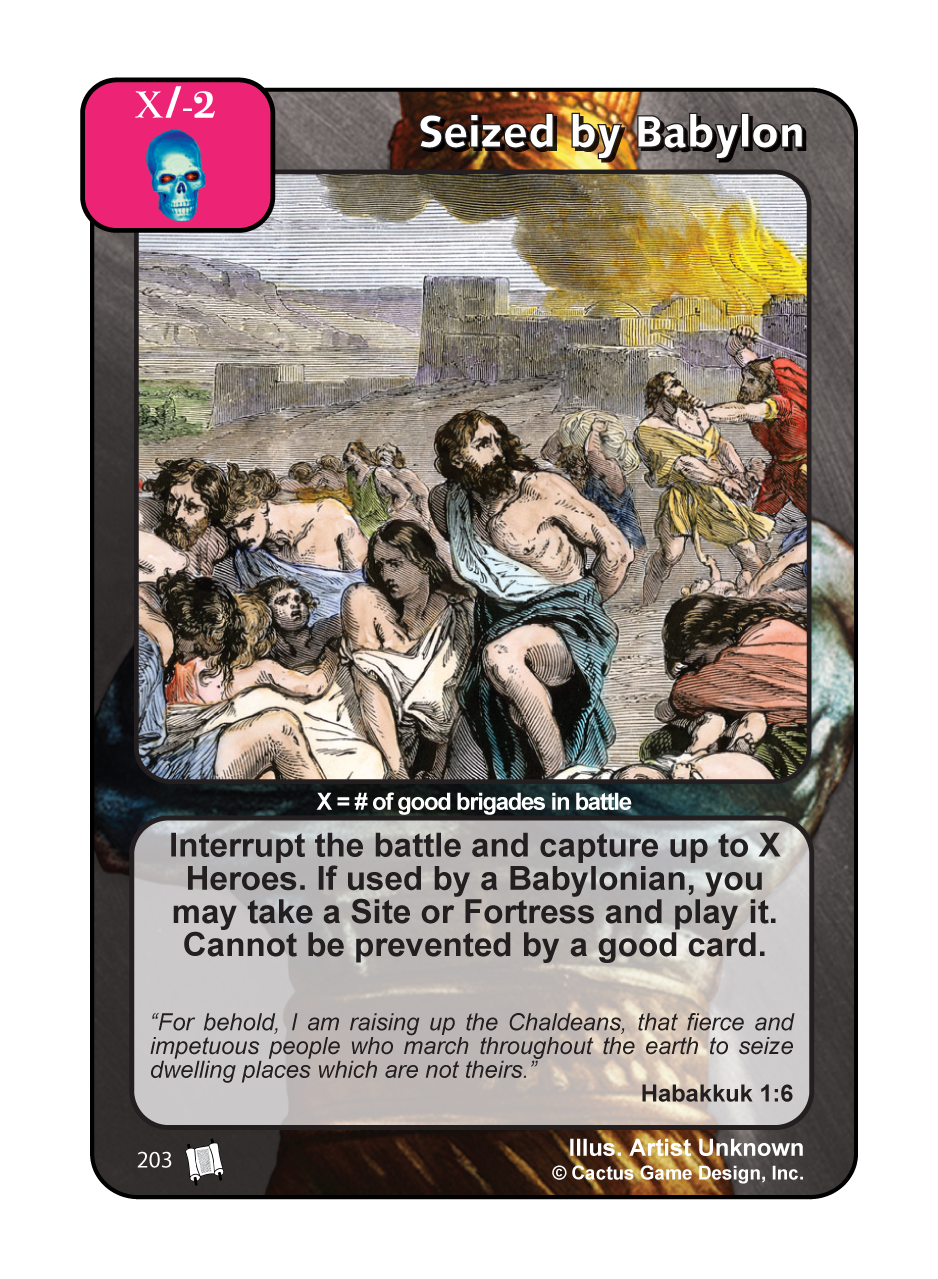 X/-2
Seized by Babylon
X = # of good brigades in battle
Interrupt the battle and capture up to X
Heroes. If used by a Babylonian, you
may take a Site or Fortress and play it.
Cannot be prevented by a good card.
“For behold, I am raising up the Chaldeans, that fierce and
impetuous people who march throughout the earth to seize
dwelling places which are not theirs.”
Habakkuk 1:6
203
Illus. Artist Unknown
© Cactus Game Design, Inc.